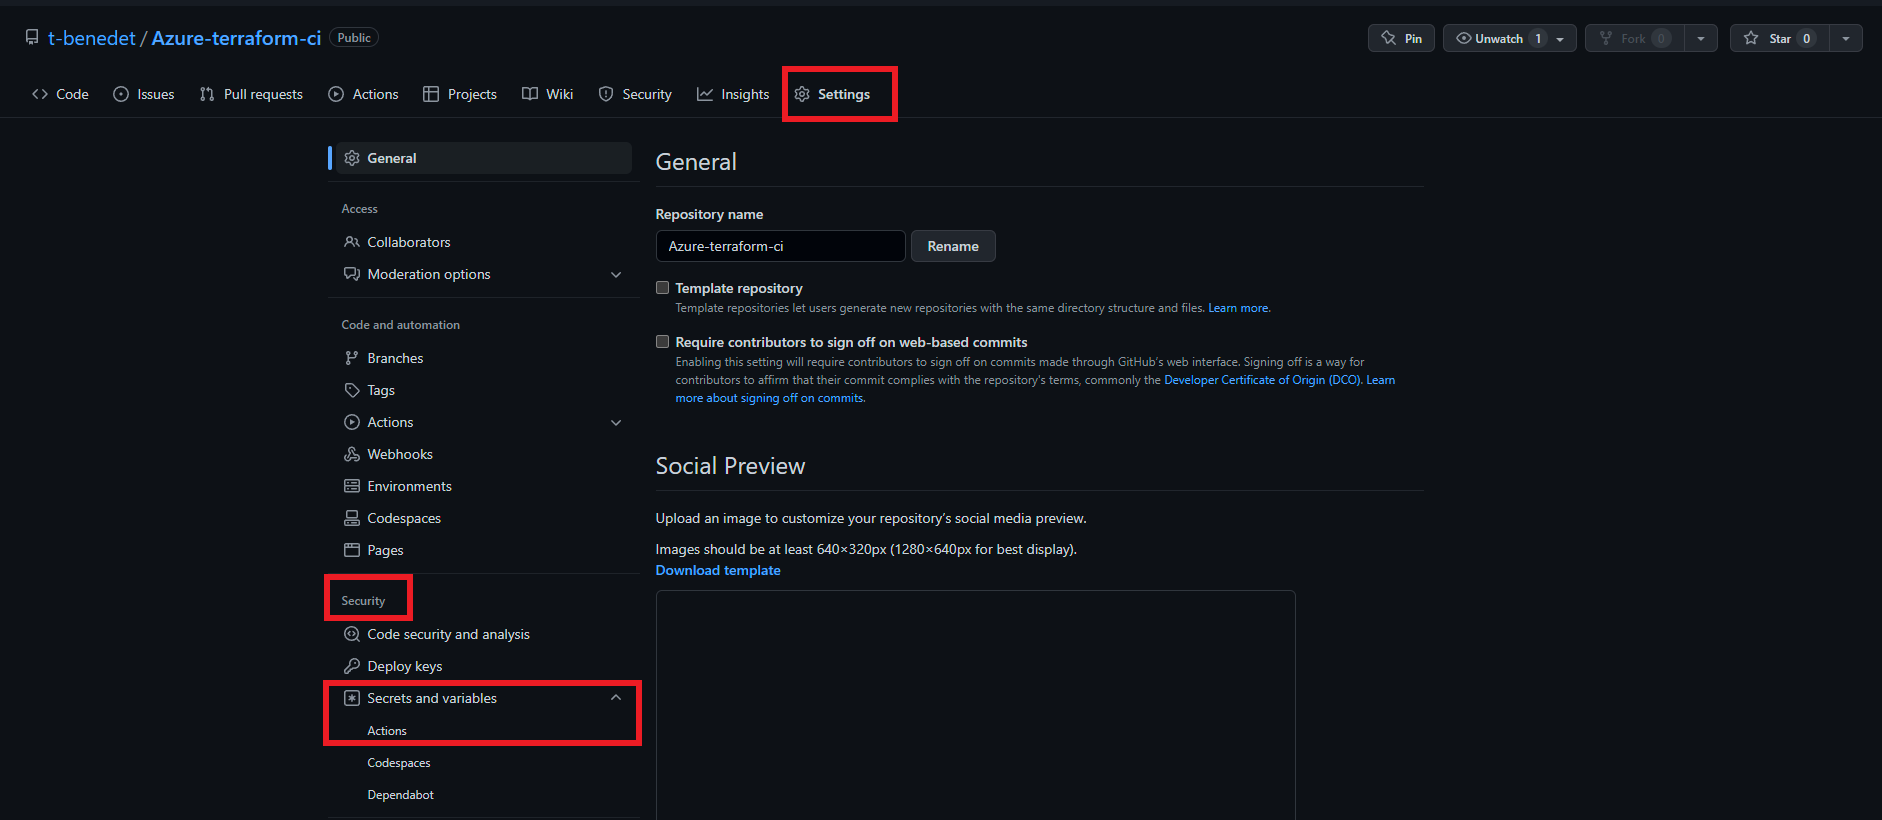 t-benedet / Azure-terraform-ci Public
Pin Unwatch 1 Fork 0 Star 0
Code Issues Pull requests Actions Projects Wiki Security Insights Settings
General
Access
Collaborators
Moderation options
Code and automation
Branches
Tags
Actions
Webhooks
Environments
Codespaces
Pages
Security
Code security and analysis
Deploy keys
Secrets and variables
Actions
Codespaces
Dependabot
General
Repository name
Azure-terraform-ci Rename
Template repository
Template repositories let users generate new repositories with the same directory structure and files. Learn more.
Require contributors to sign off on web-based commits
Enabling this setting will require contributors to sign off on commits made through GitHub's web interface. Signing off is a way for
contributors to affirm that their commit complies with the repository's terms, commonly the Developer Certificate of Origin (DCO). Learn
more about signing off on commits.
Social Preview
Upload an image to customize your repository's social media preview.
Images should be at least 640×320px (1280×640px for best display).
Download template